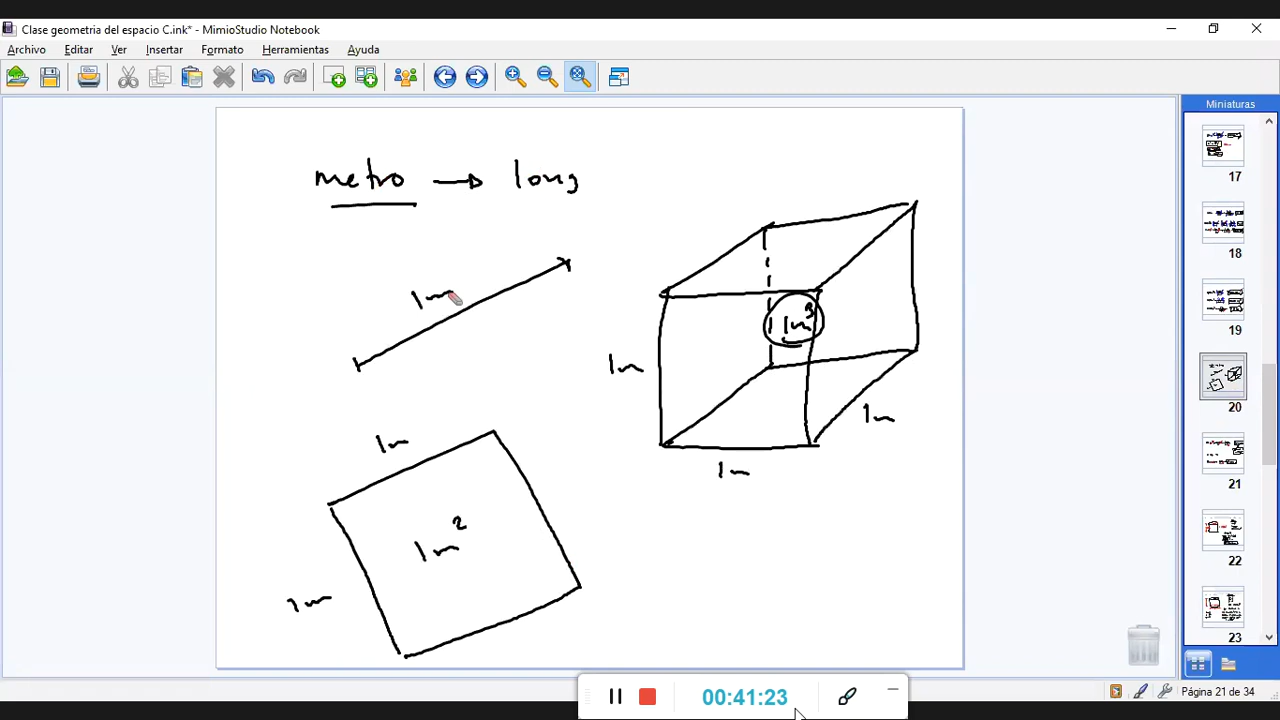 Clase geometria del espacio C.ink* - MimioStudio Notebook
Archivo Editar Ver Insertar Formato Herramientas Ayuda
Miniaturas
metro → long
1m
1m³
1m
1m
1m
1m
1m²
1m
17
18
19
20
21
22
23
00:41:23
Página 21 de 34